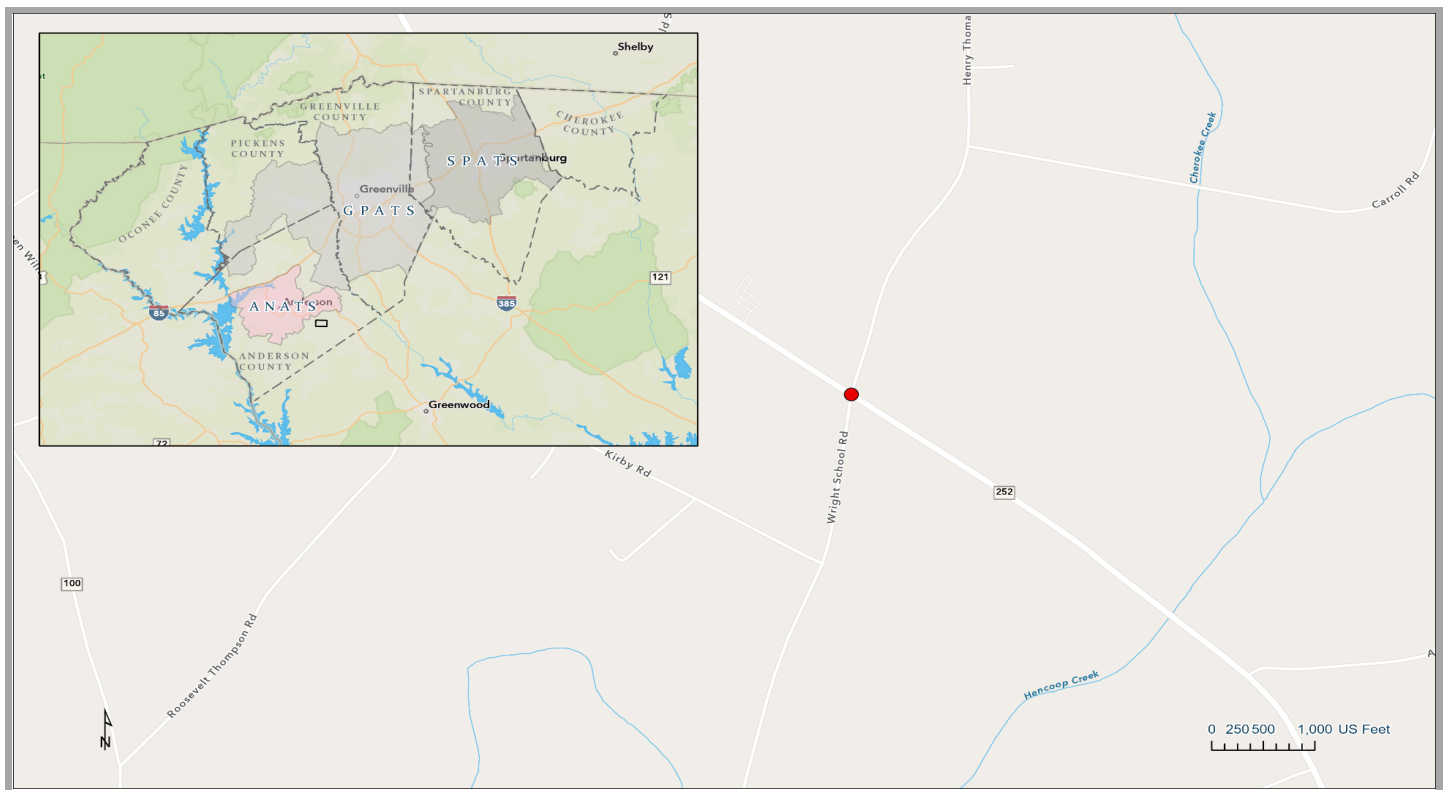 Shelby
SPARTANBURG
COUNTY
GREENVILLE
COUNTY
CHEROKEE
COUNTY
PICKENS
COUNTY
SPATS
Spartanburg
Greenville
GPATS
OCONEE COUNTY
121
385
85
Anderson
ANATS
ANDERSON
COUNTY
Greenwood
72
Henry Thoma
Cherokee Creek
Carroll Rd
Kirby Rd
Wright School Rd
252
100
Roosevelt Thompson Rd
Hencoop Creek
N
0 250 500 1,000 US Feet